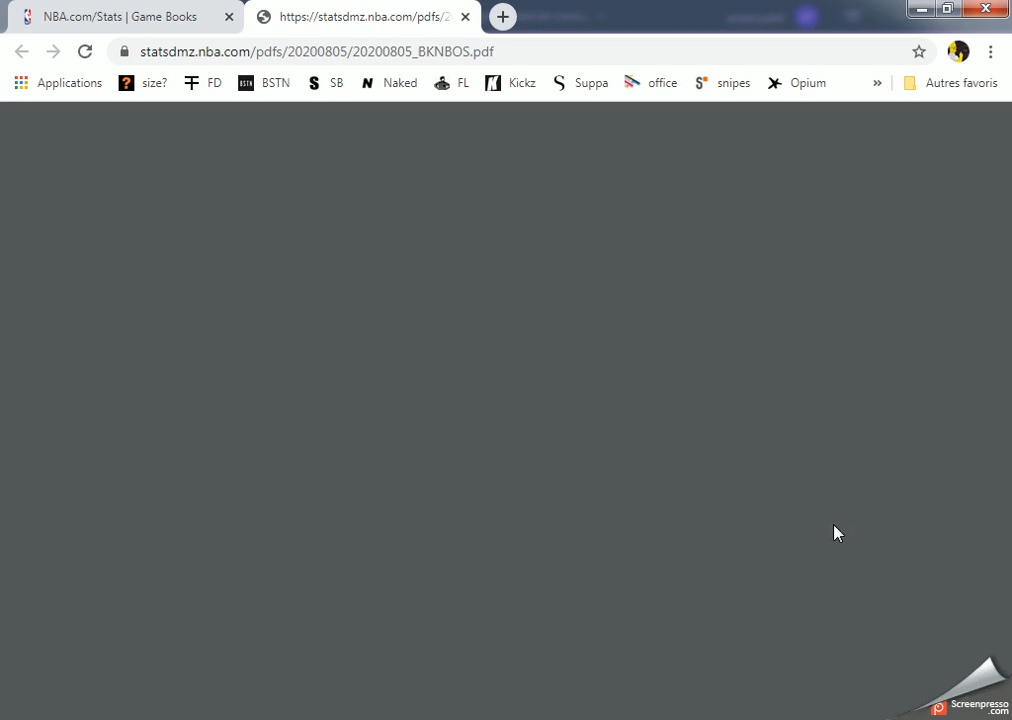 NBA.com/Stats | Game Books
https://statsdmz.nba.com/pdfs/2
statsdmz.nba.com/pdfs/20200805/20200805_BKNBOS.pdf
Applications ? size? FD BSTN BSTN S SB N Naked FL K Kickz S Suppa office S snipes Opium » Autres favoris
Screenpresso
.com